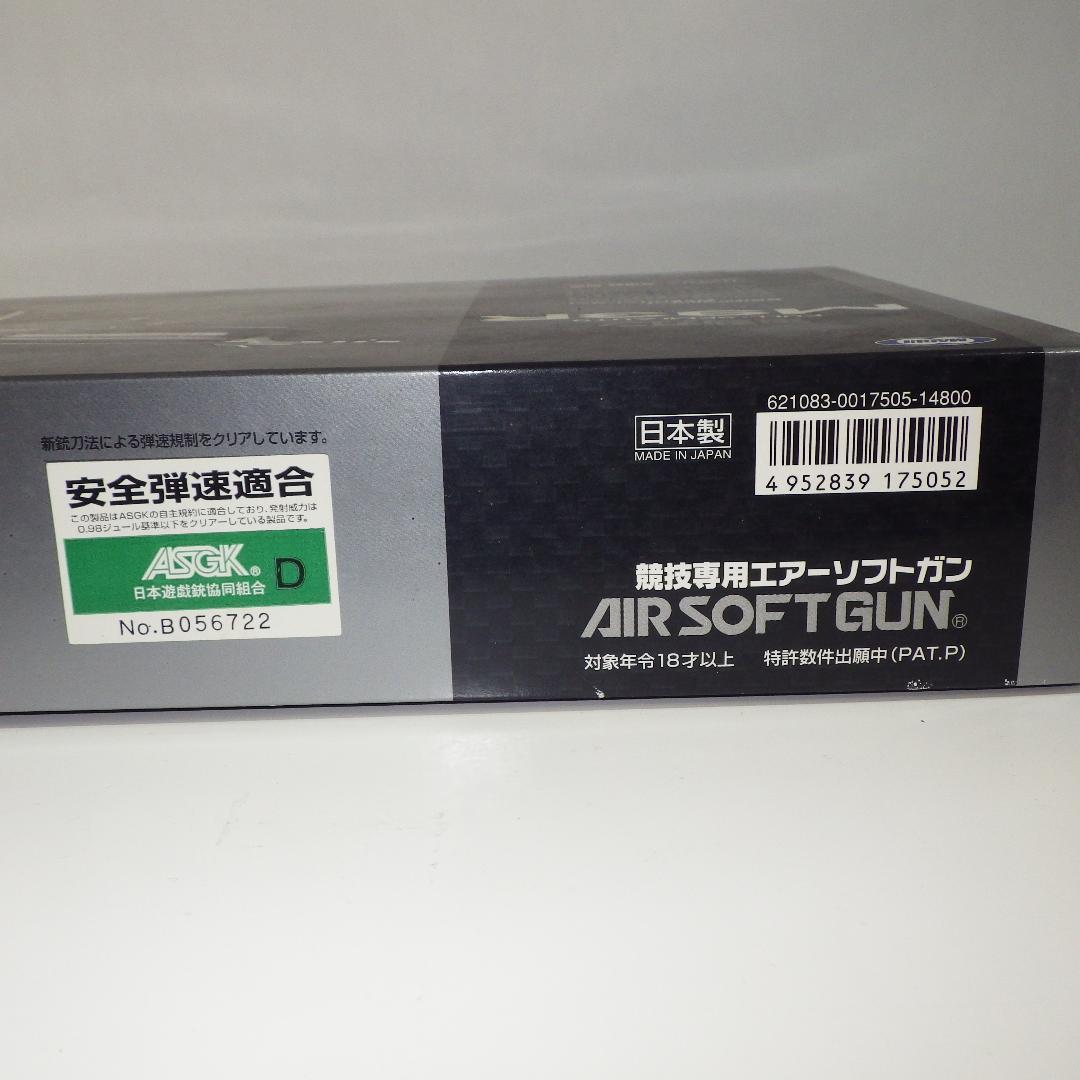 新銃刀法による弾速規制をクリアしています。
安全弾速適合
この製品はASGKの自主規約に適合しており、発射威力は
0.98ジュール基準以下をクリアーしている製品です。
ASGK® D
日本遊戯銃協同組合
No.B056722
621083-0017505-14800
日本製
MADE IN JAPAN
4 952839 175052
競技専用エアーソフトガン
AIR SOFT GUN®
対象年令18才以上 特許数件出願中(PAT.P)